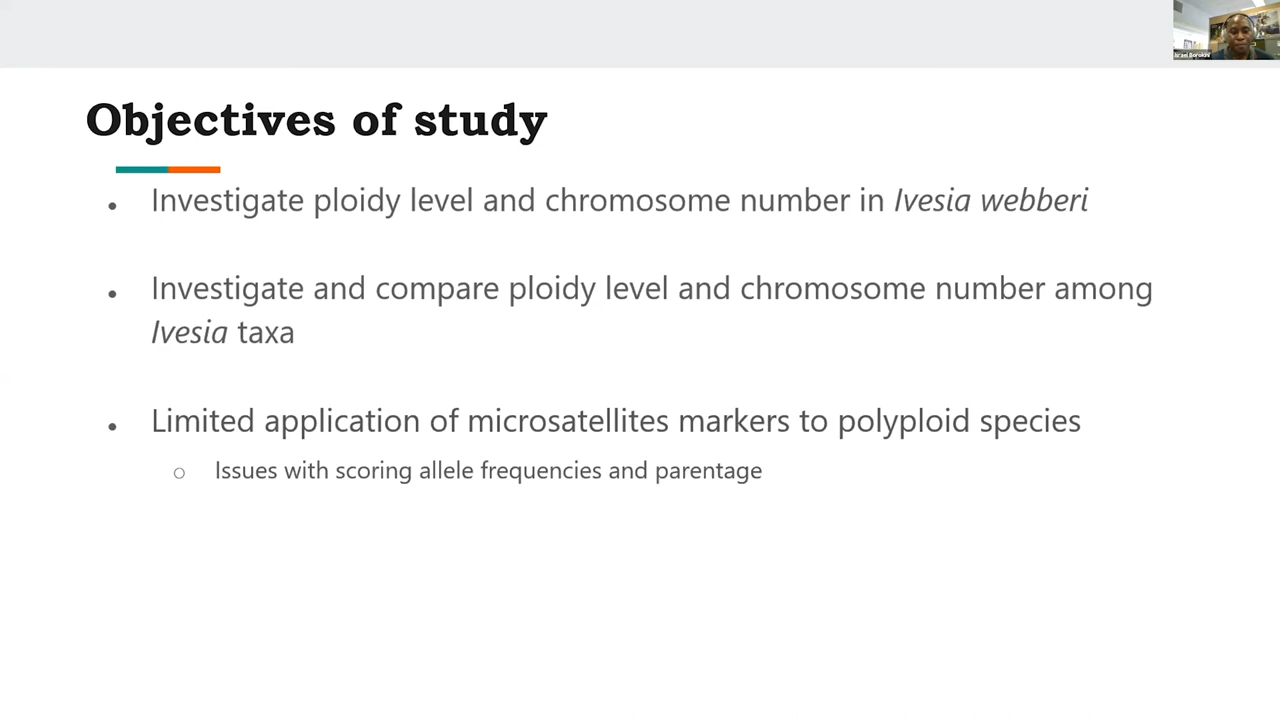 Israel Borokini
Objectives of study
• Investigate ploidy level and chromosome number in Ivesia webberi
• Investigate and compare ploidy level and chromosome number among
Ivesia taxa
• Limited application of microsatellites markers to polyploid species
○ Issues with scoring allele frequencies and parentage